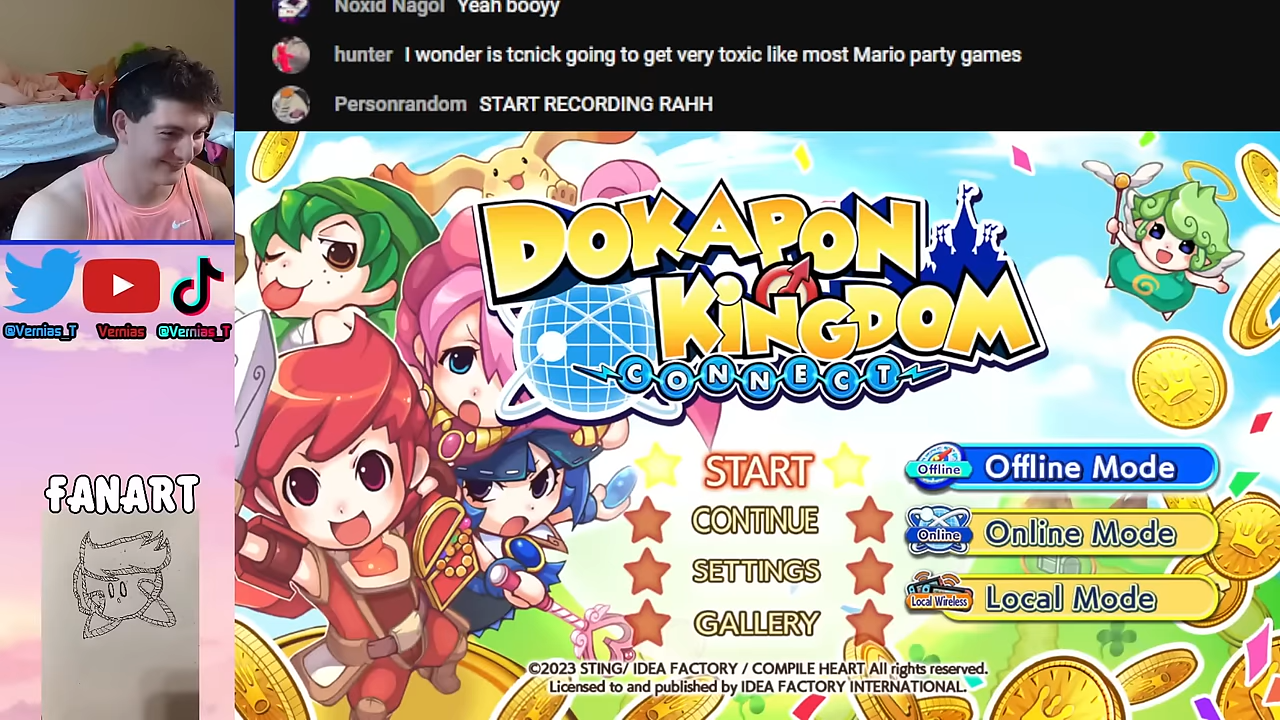 Noxid Nagol Yeah booyy
hunter I wonder is tcnick going to get very toxic like most Mario party games
Personrandom START RECORDING RAHH
@Vernias_T Vernias @Vernias_T
FANART
DOKAPON
KINGDOM
CONNECT
START
CONTINUE
SETTINGS
GALLERY
Offline Offline Mode
Online Online Mode
Local Wireless Local Mode
©2023 STING/ IDEA FACTORY / COMPILE HEART All rights reserved.
Licensed to and published by IDEA FACTORY INTERNATIONAL.